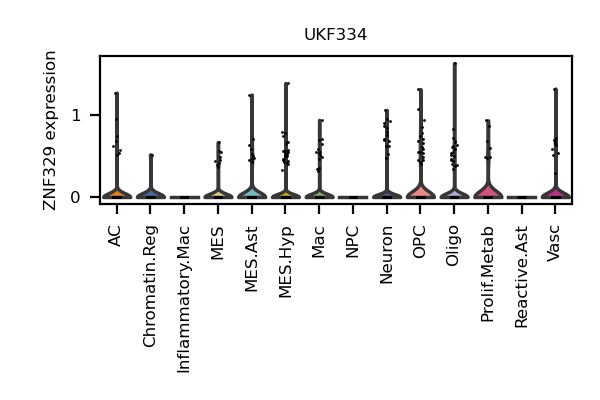 UKF334
ZNF329 expression
1
0
AC
Chromatin.Reg
Inflammatory.Mac
MES
MES.Ast
MES.Hyp
Mac
NPC
Neuron
OPC
Oligo
Prolif.Metab
Reactive.Ast
Vasc